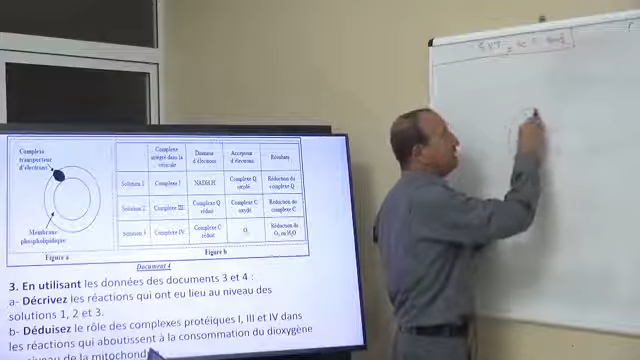 Complexe
transporteur
d'électrons
Membrane
phospholipidique
Figure a
Complexe intégré dans la vésicule
Donneur d'électrons
Accepteur d'électrons
Résultats
Solution 1
Complexe I
NADH,H
Complexe Q oxydé
Réduction du complexe Q
Solution 2
Complexe III
Complexe Q réduit
Complexe C oxydé
Réduction du complexe C
Solution 3
Complexe IV
Complexe C réduit
O₂
Réduction de O₂ en H₂O
Figure b
Document 4
3. En utilisant les données des documents 3 et 4 :
a- Décrivez les réactions qui ont eu lieu au niveau des
solutions 1, 2 et 3.
b- Déduisez le rôle des complexes protéiques I, III et IV dans
les réactions qui aboutissent à la consommation du dioxygène
de la
SVT